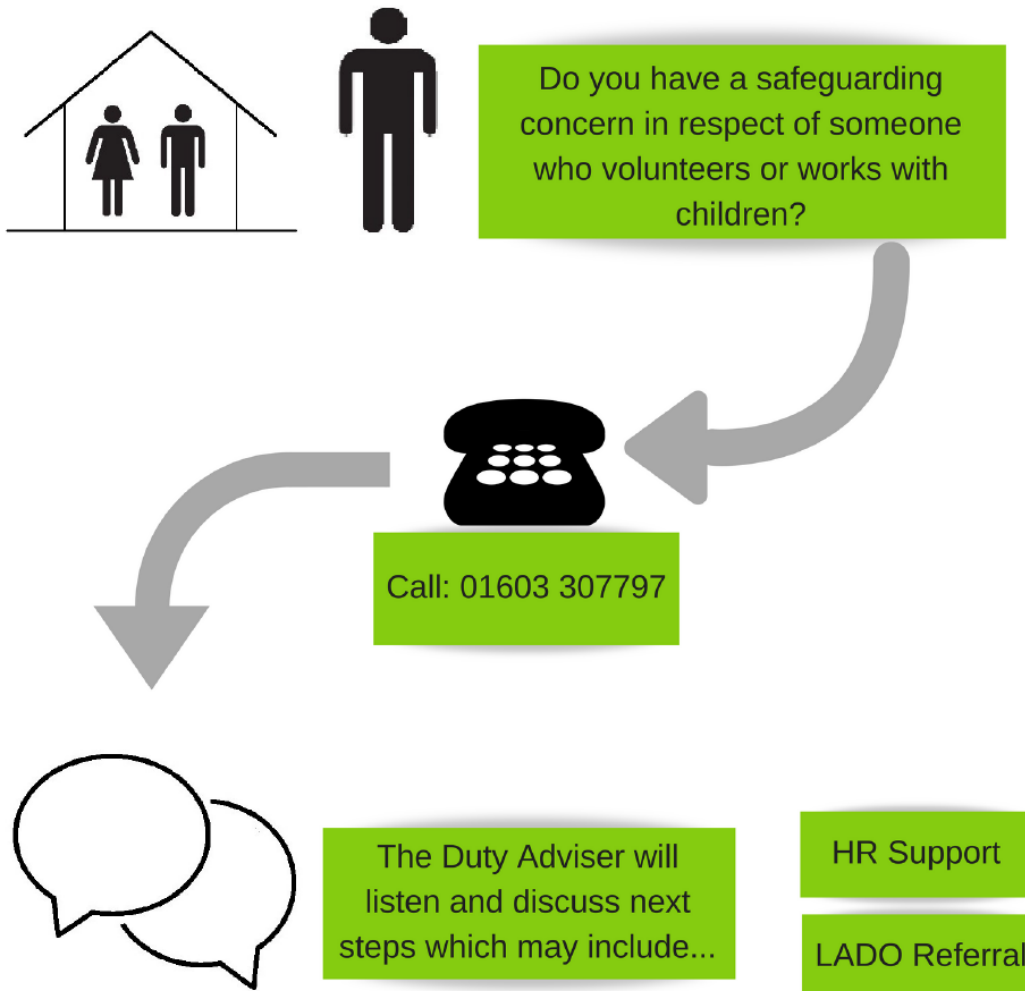 Do you have a safeguarding
concern in respect of someone
who volunteers or works with
children?
Call: 01603 307797
The Duty Adviser will
listen and discuss next
steps which may include...
HR Support
LADO Referral